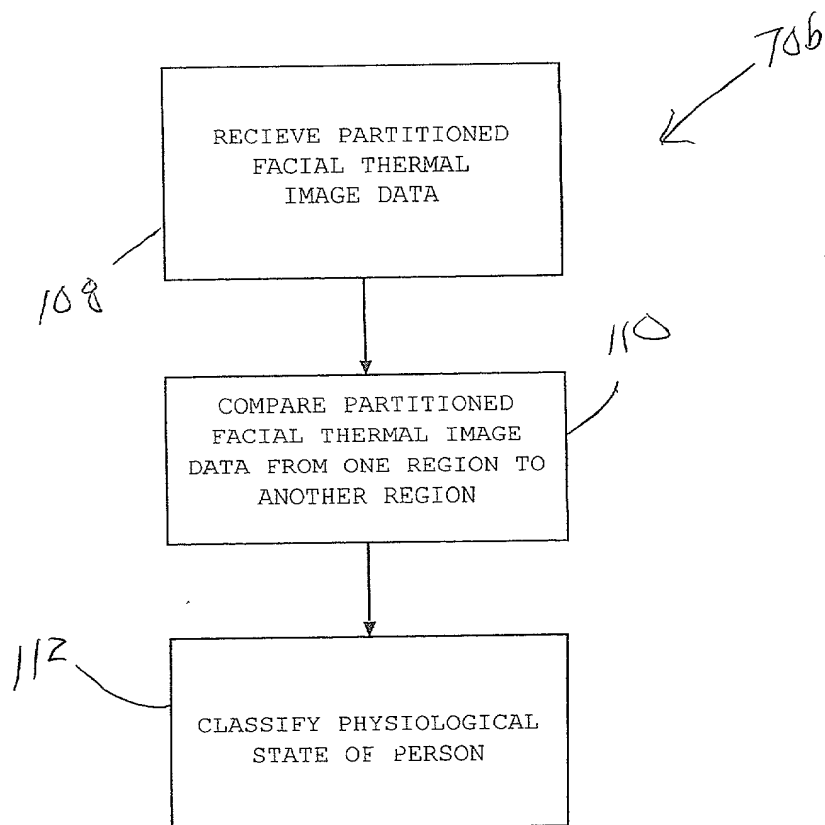 70b
RECIEVE PARTITIONED
FACIAL THERMAL
IMAGE DATA
108
110
COMPARE PARTITIONED
FACIAL THERMAL IMAGE
DATA FROM ONE REGION TO
ANOTHER REGION
112
CLASSIFY PHYSIOLOGICAL
STATE OF PERSON